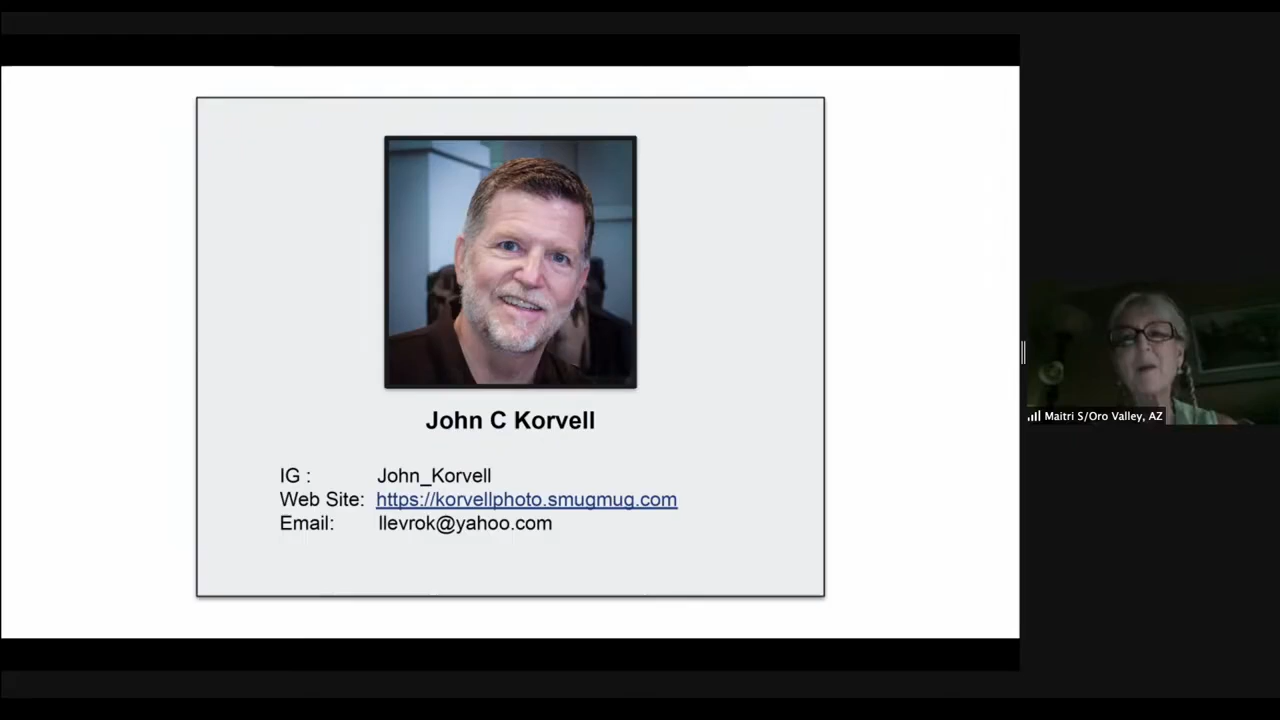 John C Korvell
IG : John_Korvell
Web Site: https://korvellphoto.smugmug.com
Email: llevrok@yahoo.com
Maitri S/Oro Valley, AZ